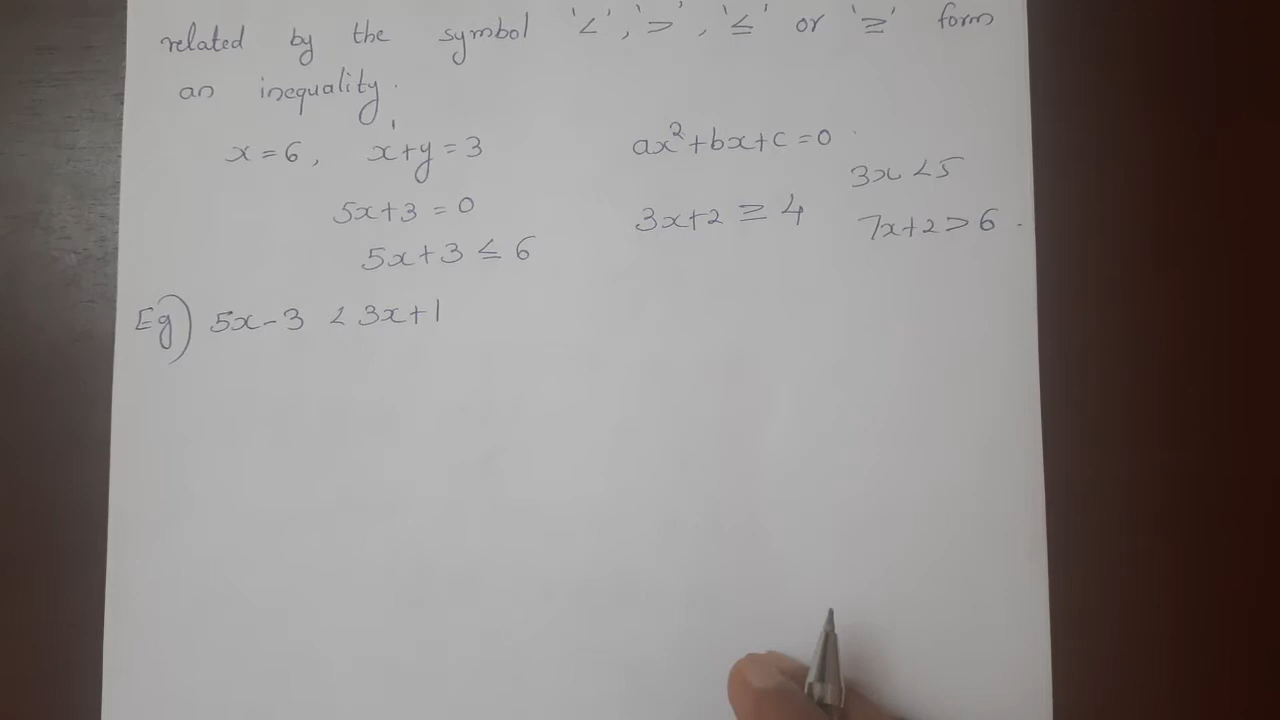 related by the symbol '<', '>', '≤' or '≥' form
an inequality.
x = 6, x+y = 3 ax²+bx+c = 0
3x < 5
5x+3 = 0 3x+2 ≥ 4 7x+2 > 6.
5x+3 ≤ 6
Eg) 5x-3 < 3x+1